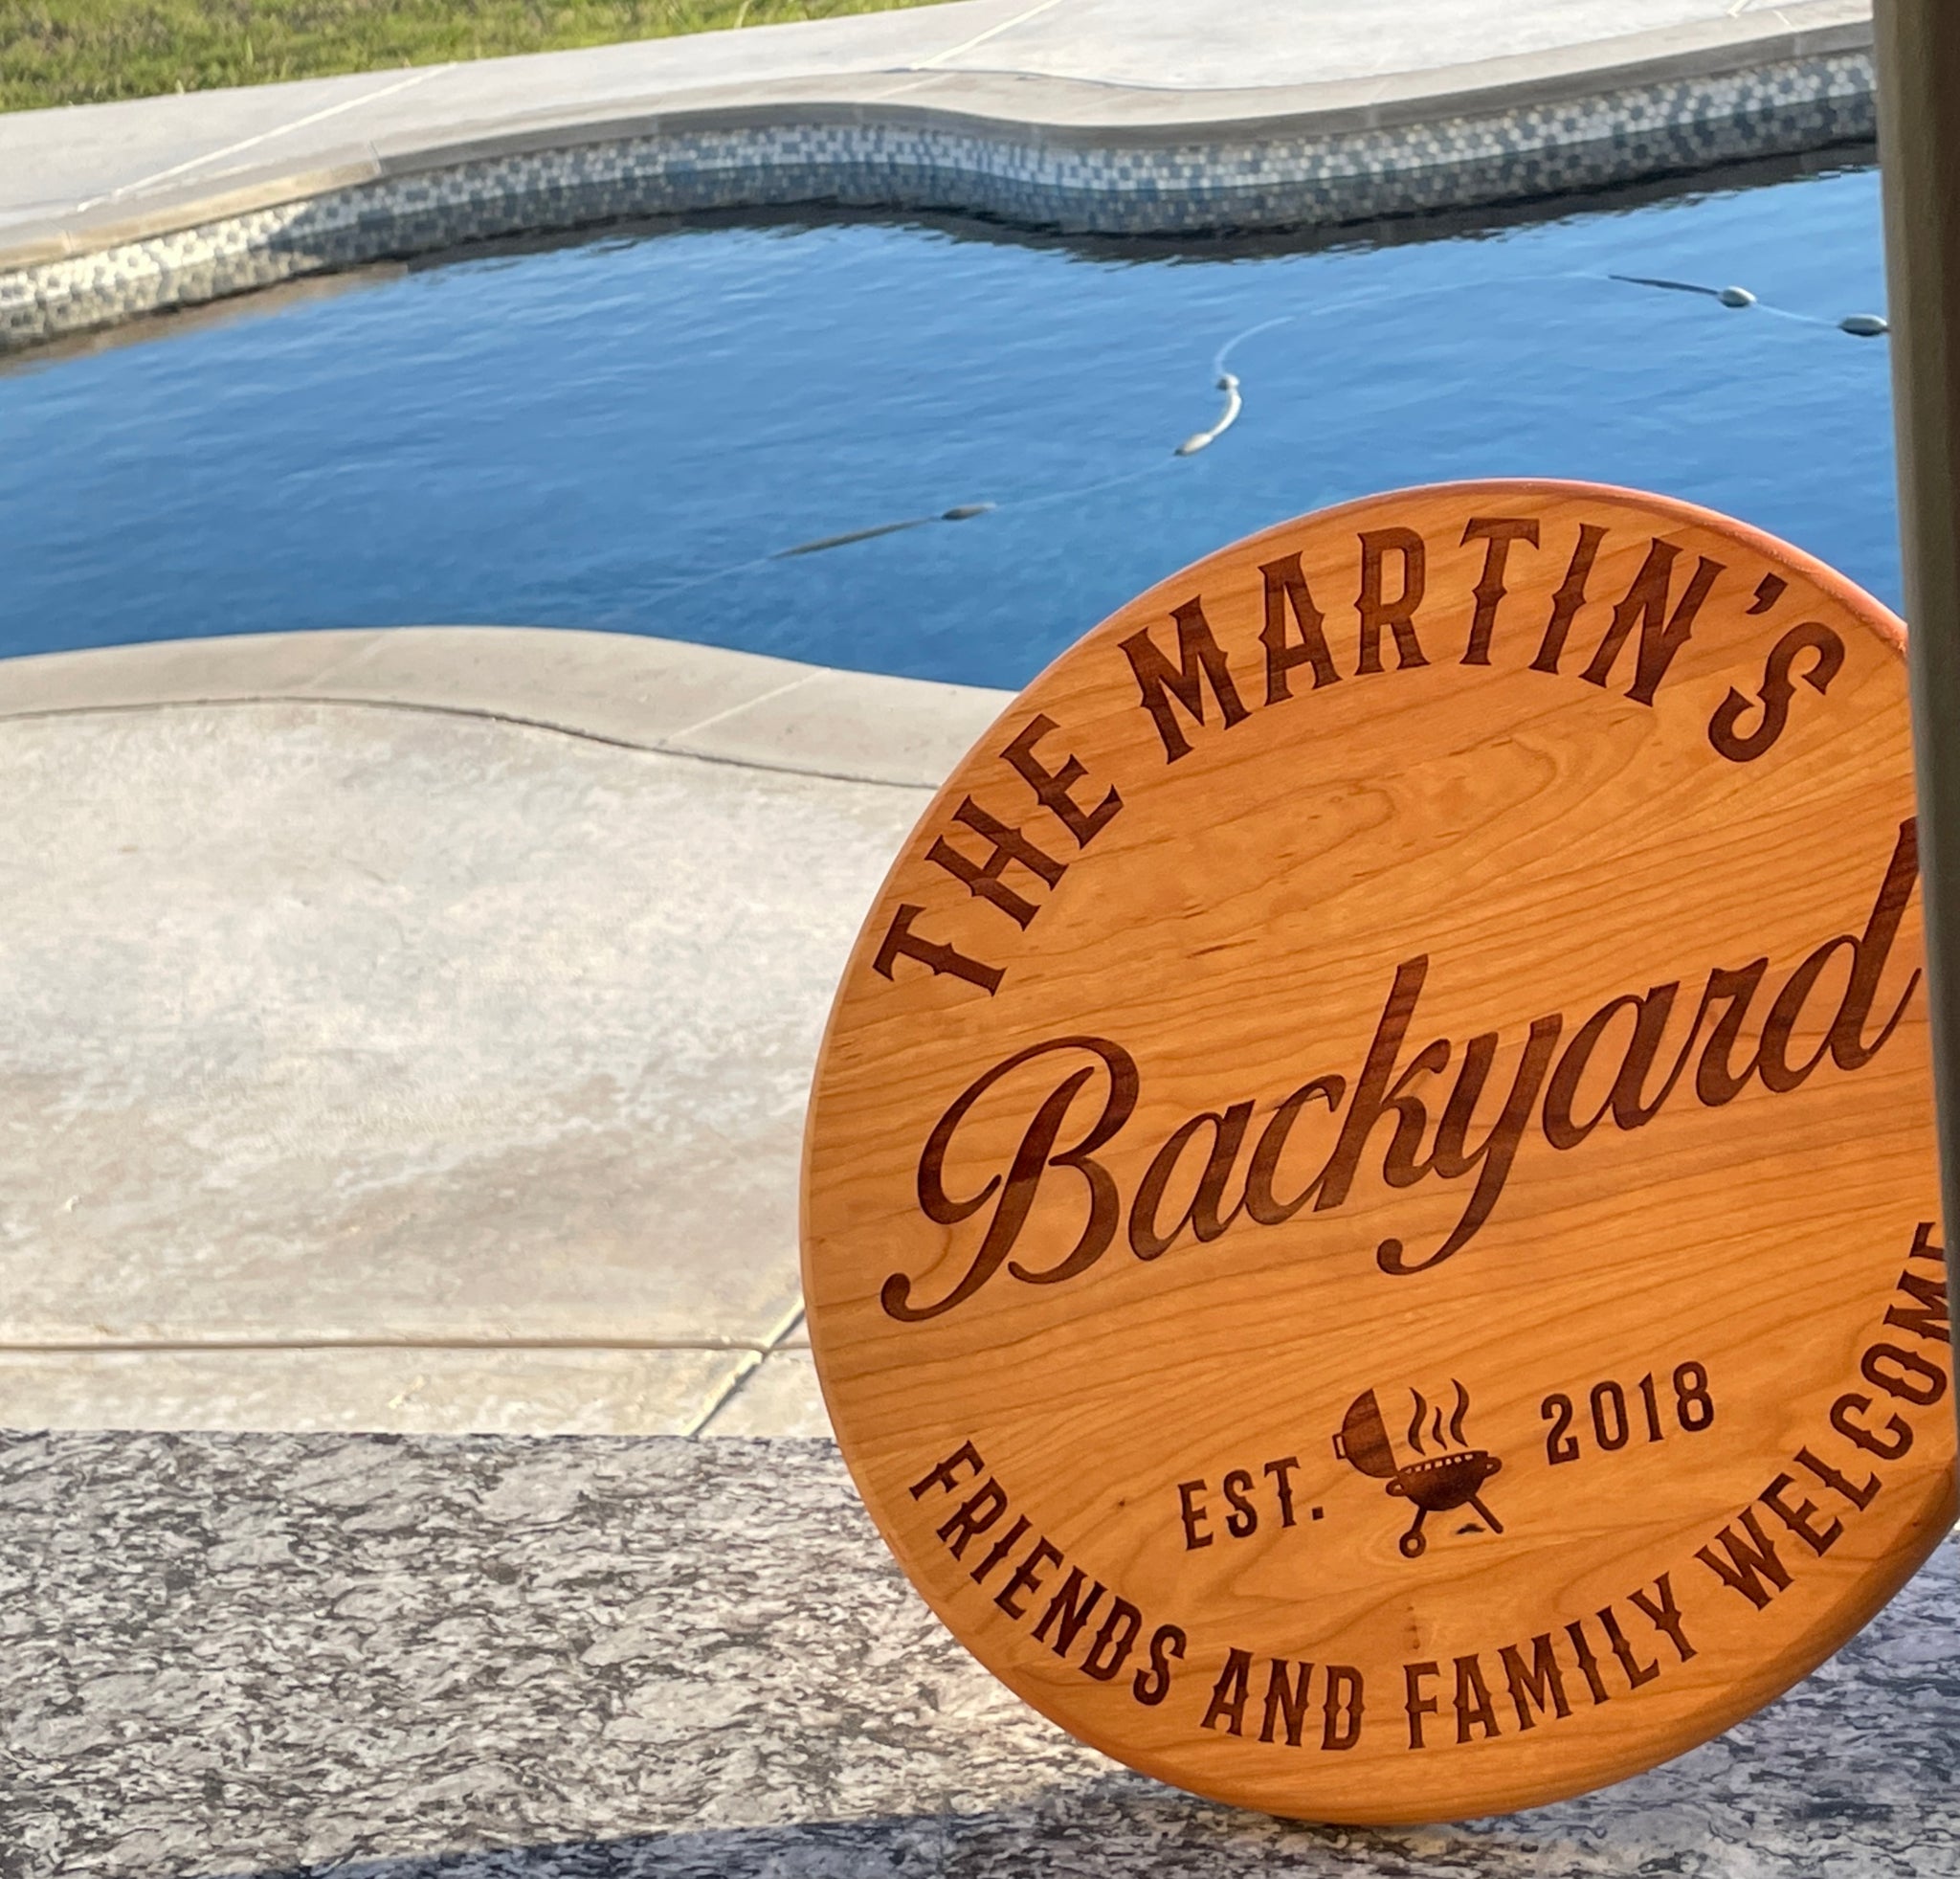 THE MARTIN'S
Backyard
EST. 2018
FRIENDS AND FAMILY WELCOME